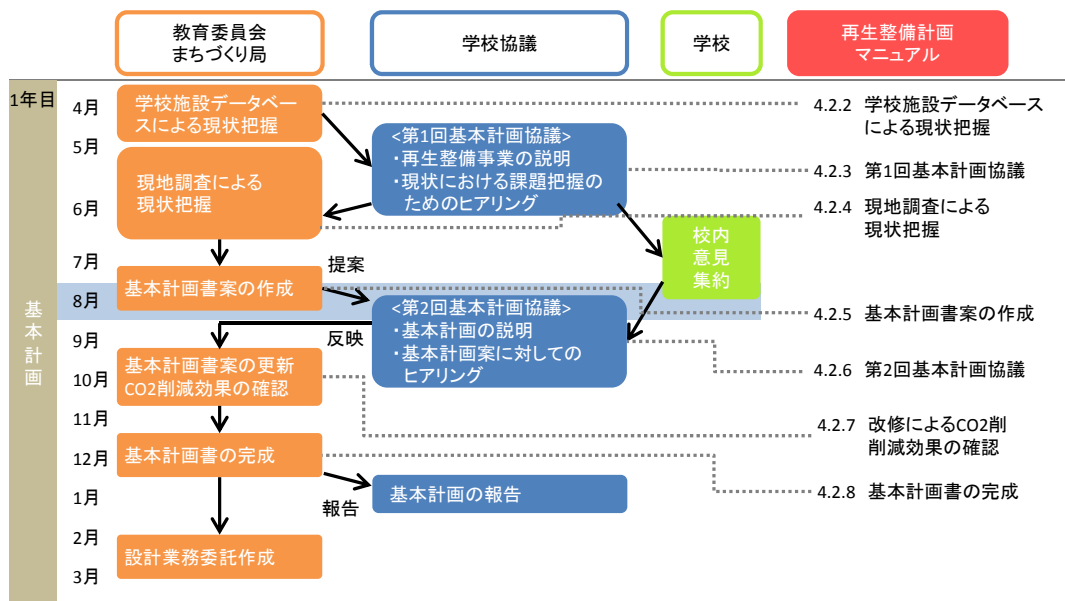 教育委員会
まちづくり局
学校協議
学校
再生整備計画
マニュアル
1年目
基本計画
4月
5月
6月
7月
8月
9月
10月
11月
12月
1月
2月
3月
学校施設データベー
スによる現状把握
<第1回基本計画協議>
・再生整備事業の説明
・現状における課題把握の
ためのヒアリング
現地調査による
現状把握
校内
意見
集約
提案
基本計画書案の作成
<第2回基本計画協議>
・基本計画の説明
・基本計画案に対しての
ヒアリング
反映
基本計画書案の更新
CO2削減効果の確認
基本計画書の完成
報告
基本計画の報告
設計業務委託作成
4.2.2 学校施設データベース
による現状把握
4.2.3 第1回基本計画協議
4.2.4 現地調査による
現状把握
4.2.5 基本計画書案の作成
4.2.6 第2回基本計画協議
4.2.7 改修によるCO2削
削減効果の確認
4.2.8 基本計画書の完成